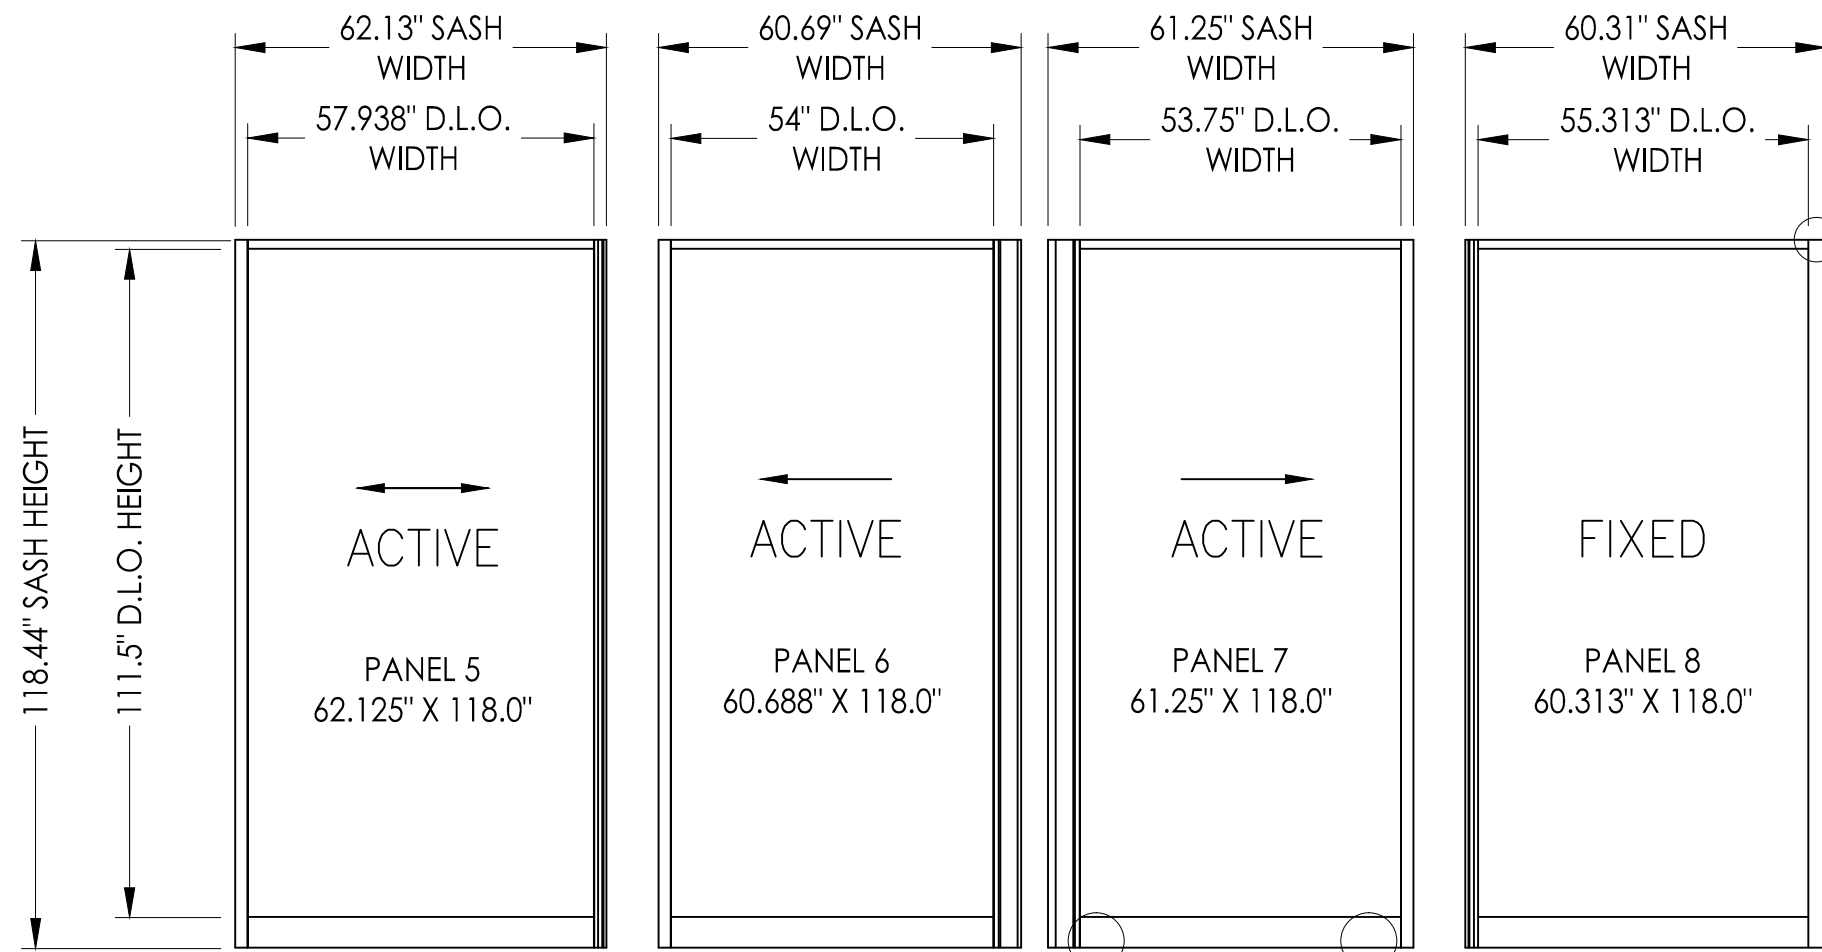 62.13" SASH
WIDTH
57.938" D.L.O.
WIDTH
60.69" SASH
WIDTH
54" D.L.O.
WIDTH
61.25" SASH
WIDTH
53.75" D.L.O.
WIDTH
60.31" SASH
WIDTH
55.313" D.L.O.
WIDTH
118.44" SASH HEIGHT
111.5" D.L.O. HEIGHT
ACTIVE
PANEL 5
62.125" X 118.0"
ACTIVE
PANEL 6
60.688" X 118.0"
ACTIVE
PANEL 7
61.25" X 118.0"
FIXED
PANEL 8
60.313" X 118.0"